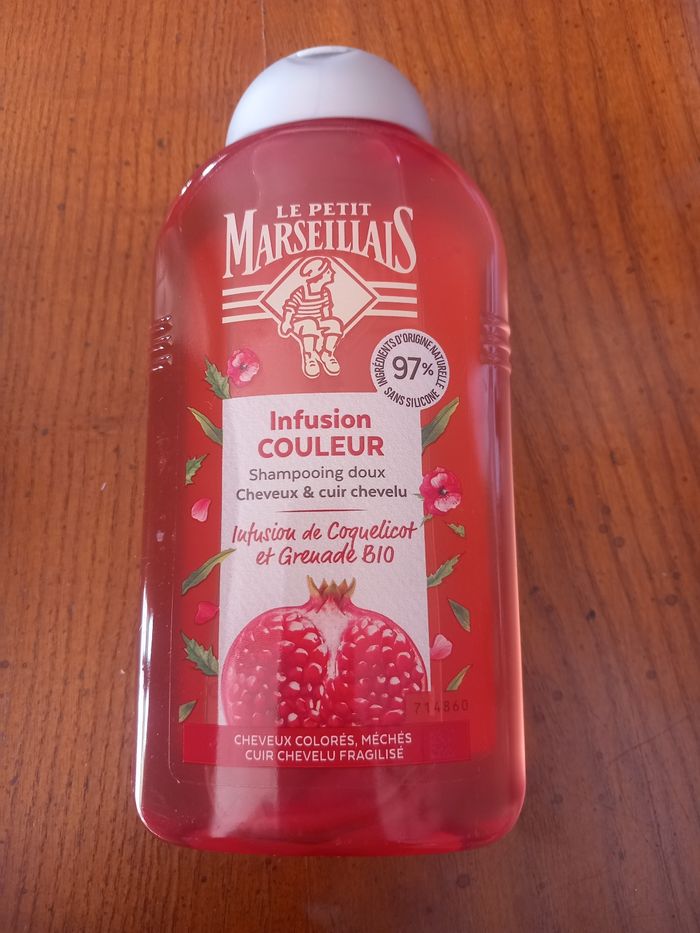 LE PETIT
MARSEILLAIS
INGRÉDIENTS D'ORIGINE NATURELLE
97%
SANS SILICONE
Infusion
COULEUR
Shampooing doux
Cheveux & cuir chevelu
Infusion de Coquelicot
et Grenade BIO
714860
CHEVEUX COLORÉS, MÉCHÉS
CUIR CHEVELU FRAGILISÉ